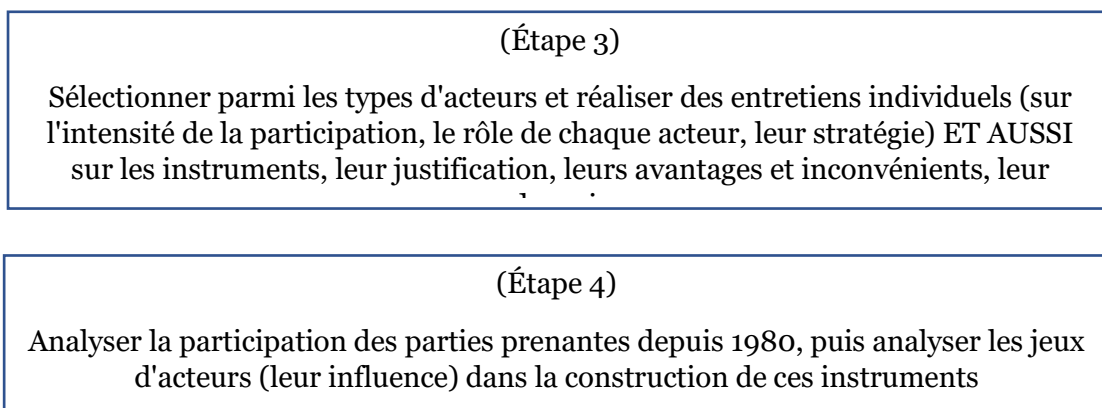 (Étape 3)
Sélectionner parmi les types d'acteurs et réaliser des entretiens individuels (sur
l'intensité de la participation, le rôle de chaque acteur, leur stratégie) ET AUSSI
sur les instruments, leur justification, leurs avantages et inconvénients, leur
(Étape 4)
Analyser la participation des parties prenantes depuis 1980, puis analyser les jeux
d'acteurs (leur influence) dans la construction de ces instruments